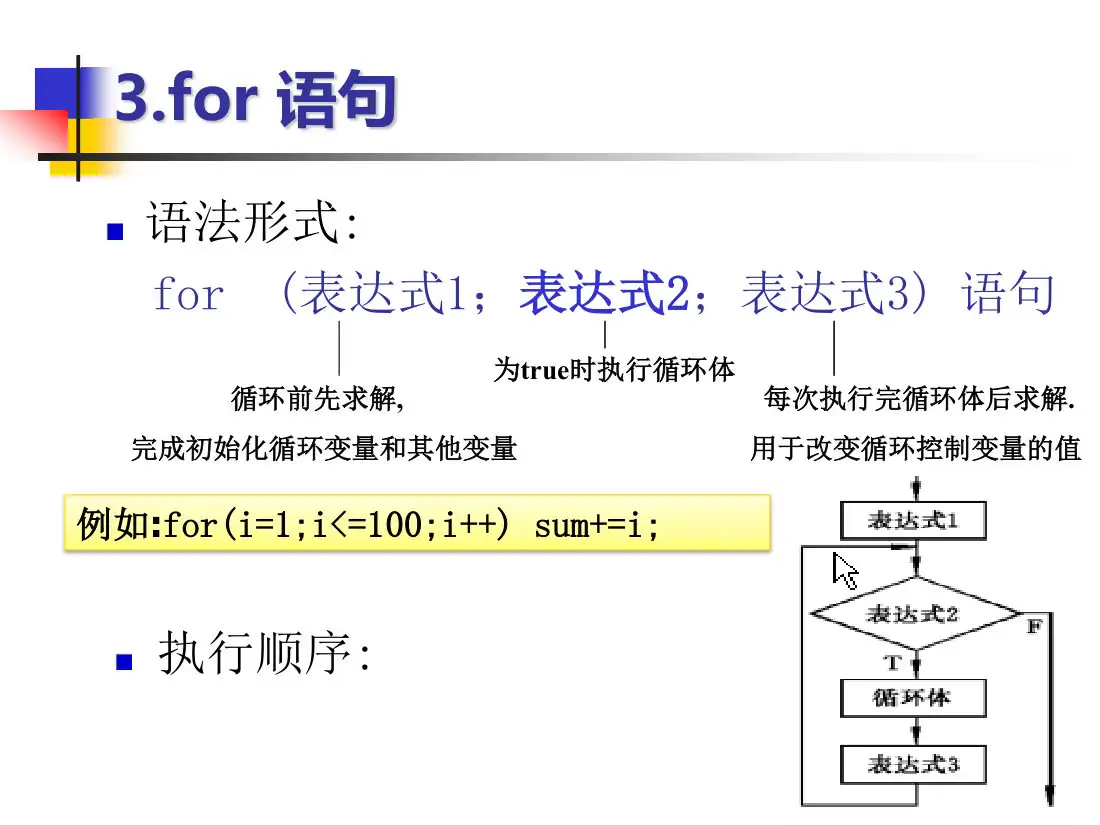 3.for 语句
语法形式:
for （表达式1；表达式2；表达式3）语句
为true时执行循环体
循环前先求解,
每次执行完循环体后求解.
完成初始化循环变量和其他变量
用于改变循环控制变量的值
例如:for(i=1;i<=100;i++) sum+=i;
表达式1
表达式2
F
执行顺序:
T
循环体
表达式3